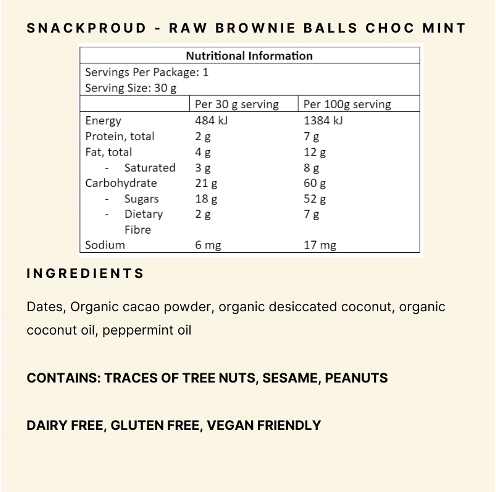 SNACKPROUD - RAW BROWNIE BALLS CHOC MINT
Nutritional Information
Servings Per Package: 1
Serving Size: 30 g
Per 30 g serving Per 100g serving
Energy 484 kJ 1384 kJ
Protein, total 2 g 7 g
Fat, total 4 g 12 g
- Saturated 3 g 8 g
Carbohydrate 21 g 60 g
- Sugars 18 g 52 g
- Dietary 2 g 7 g
Fibre
Sodium 6 mg 17 mg
INGREDIENTS
Dates, Organic cacao powder, organic desiccated coconut, organic
coconut oil, peppermint oil
CONTAINS: TRACES OF TREE NUTS, SESAME, PEANUTS
DAIRY FREE, GLUTEN FREE, VEGAN FRIENDLY